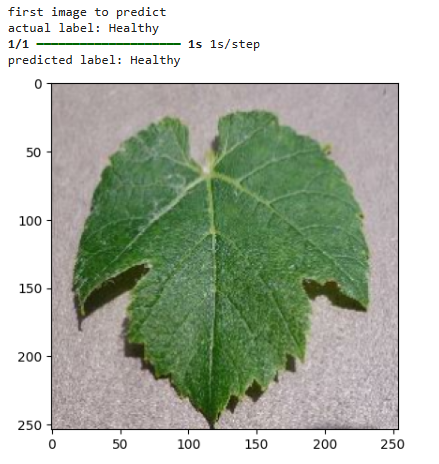 first image to predict
actual label: Healthy
1/1 ━━━━━━━━━━━━━━━━━━━━ 1s 1s/step
predicted label: Healthy
0
50
100
150
200
250
0 50 100 150 200 250